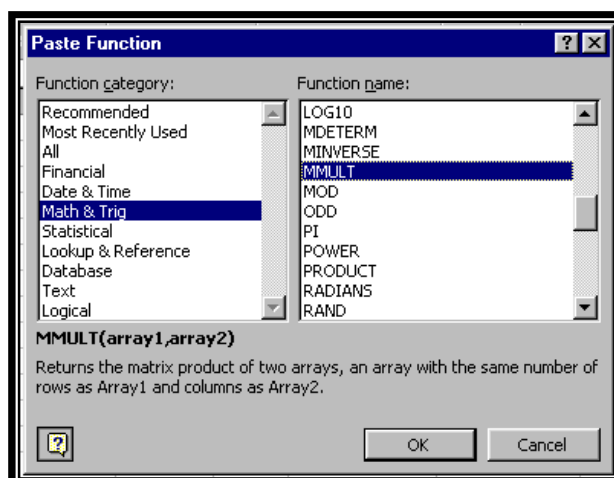 Paste Function
Function category:
Function name:
Recommended
Most Recently Used
All
Financial
Date & Time
Math & Trig
Statistical
Lookup & Reference
Database
Text
Logical
LOG10
MDETERM
MINVERSE
MMULT
MOD
ODD
PI
POWER
PRODUCT
RADIANS
RAND
MMULT(array1,array2)
Returns the matrix product of two arrays, an array with the same number of
rows as Array1 and columns as Array2.
OK
Cancel